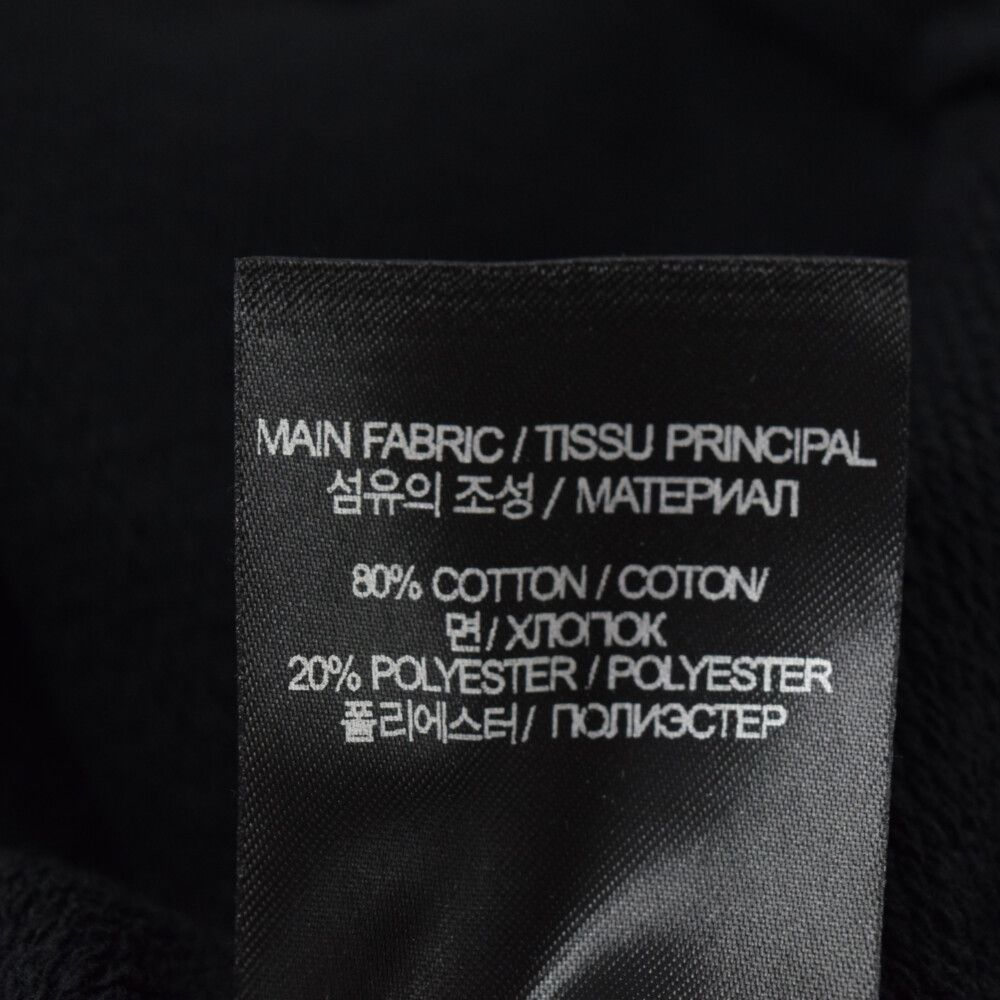 MAIN FABRIC / TISSU PRINCIPAL
섬유의 조성 / МАТЕРИАЛ
80% COTTON / COTON/
면 / ХЛОПОК
20% POLYESTER / POLYESTER
폴리에스터 / ПОЛИЭСТЕР